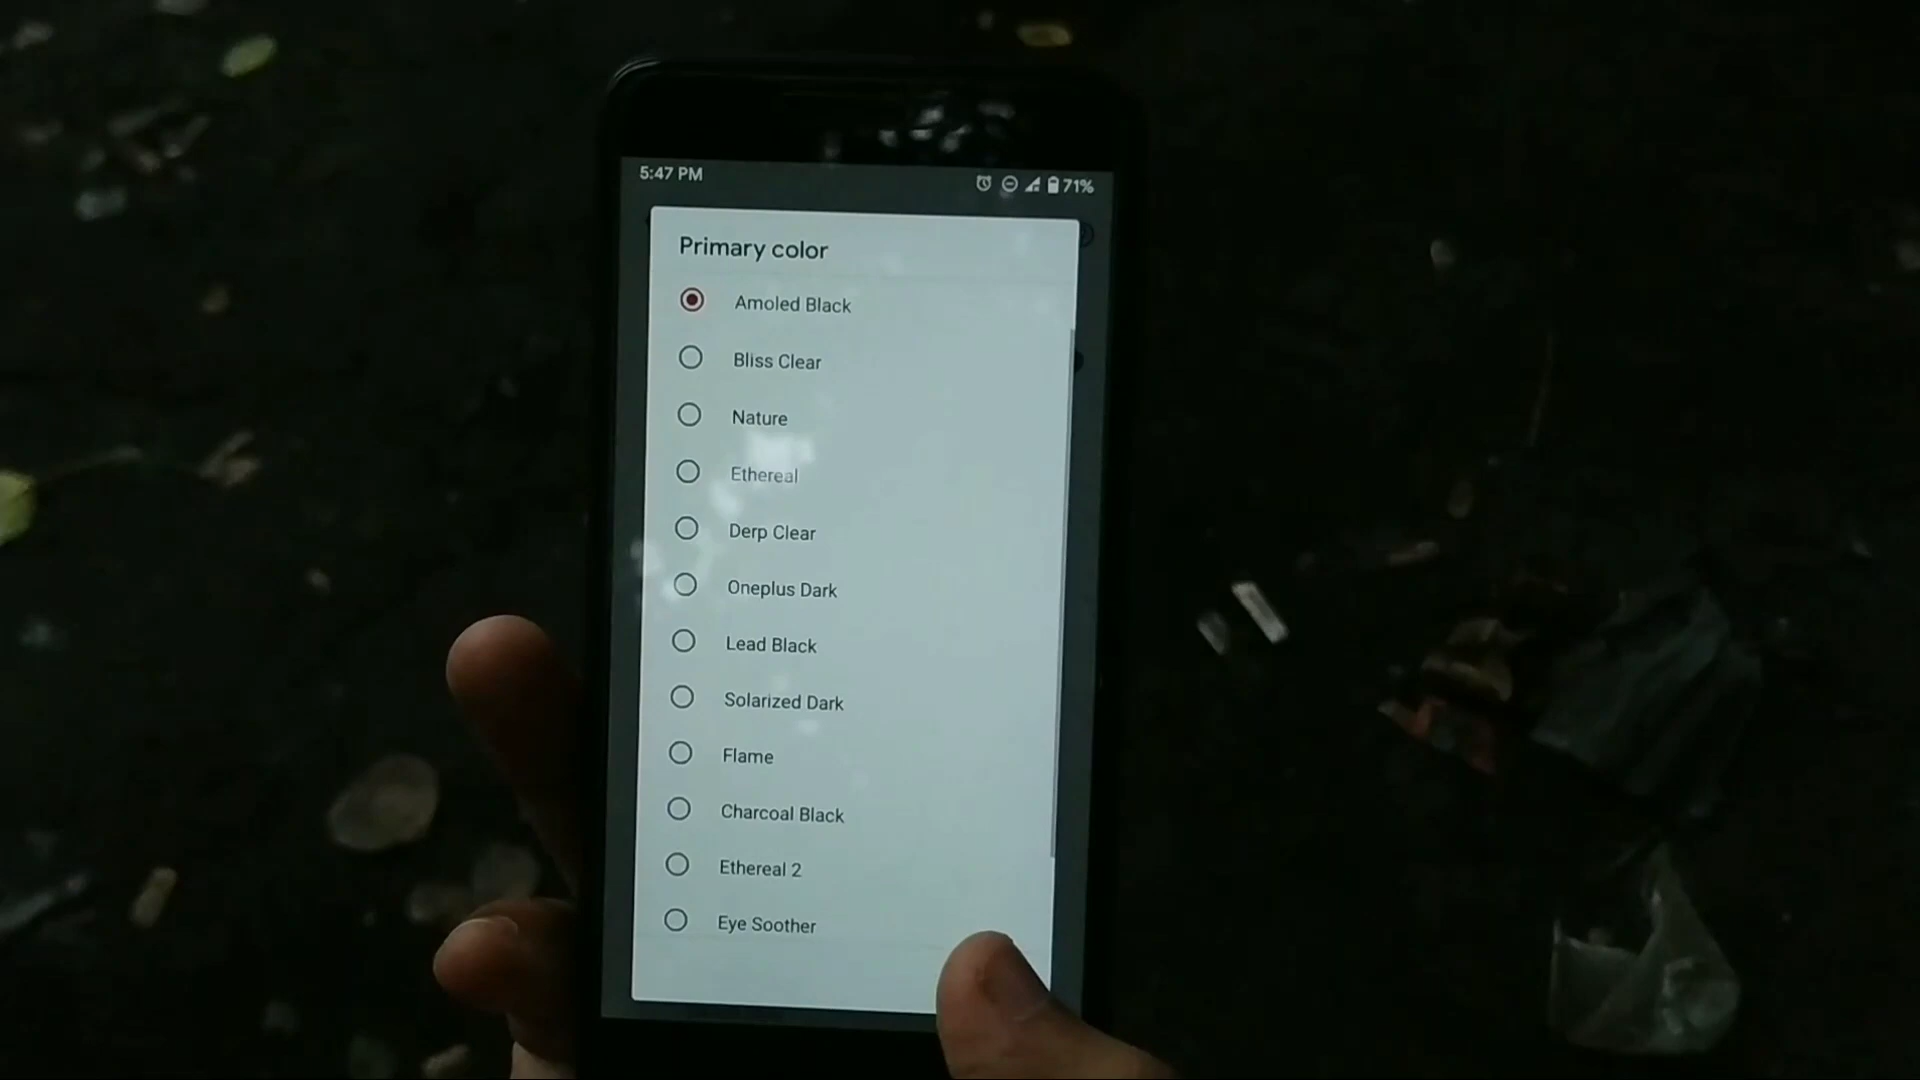 5:47 PM
71%
Primary color
Amoled Black
Bliss Clear
Nature
Ethereal
Derp Clear
Oneplus Dark
Lead Black
Solarized Dark
Flame
Charcoal Black
Ethereal 2
Eye Soother